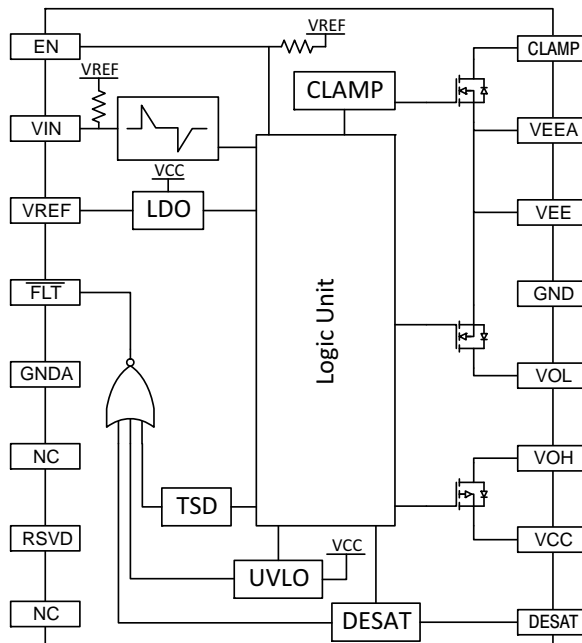 EN
VREF
CLAMP
VREF
CLAMP
VIN
VEEA
VCC
VREF
LDO
VEE
FLT
GND
Logic Unit
GNDA
VOL
NC
VOH
TSD
RSVD
VCC
VCC
UVLO
NC
DESAT
DESAT